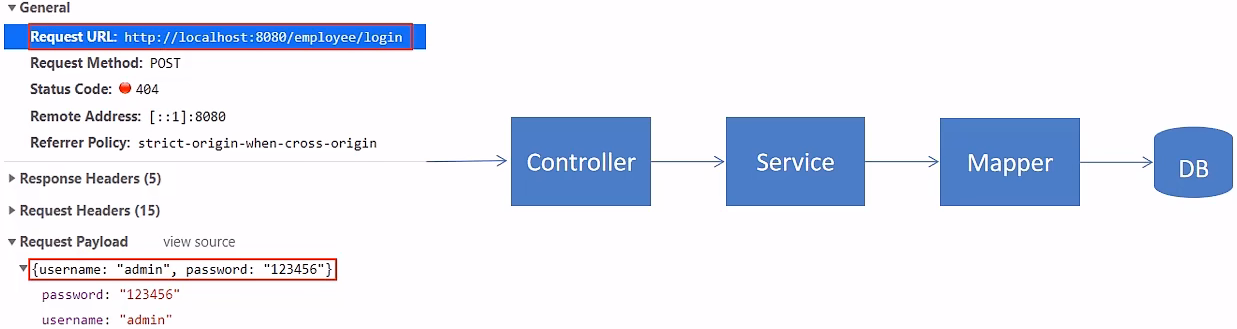 General
Request URL: http://localhost:8080/employee/login
Request Method: POST
Status Code: 404
Remote Address: [::1]:8080
Referrer Policy: strict-origin-when-cross-origin
Response Headers (5)
Request Headers (15)
Request Payload view source
{username: "admin", password: "123456"}
password: "123456"
username: "admin"
Controller
Service
Mapper
DB